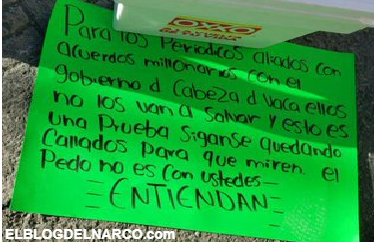 OXXO
Para los Periodicos aliados con
acuerdos millonarios con el
gobierno d Cabeza d Vaca ellos
no los van a Salvar y esto es
una Prueba Siganse quedando
Callados para que miren el
Pedo no es con ustedes-
ENTIENDAN
ELBLOGDELNARCO.COM